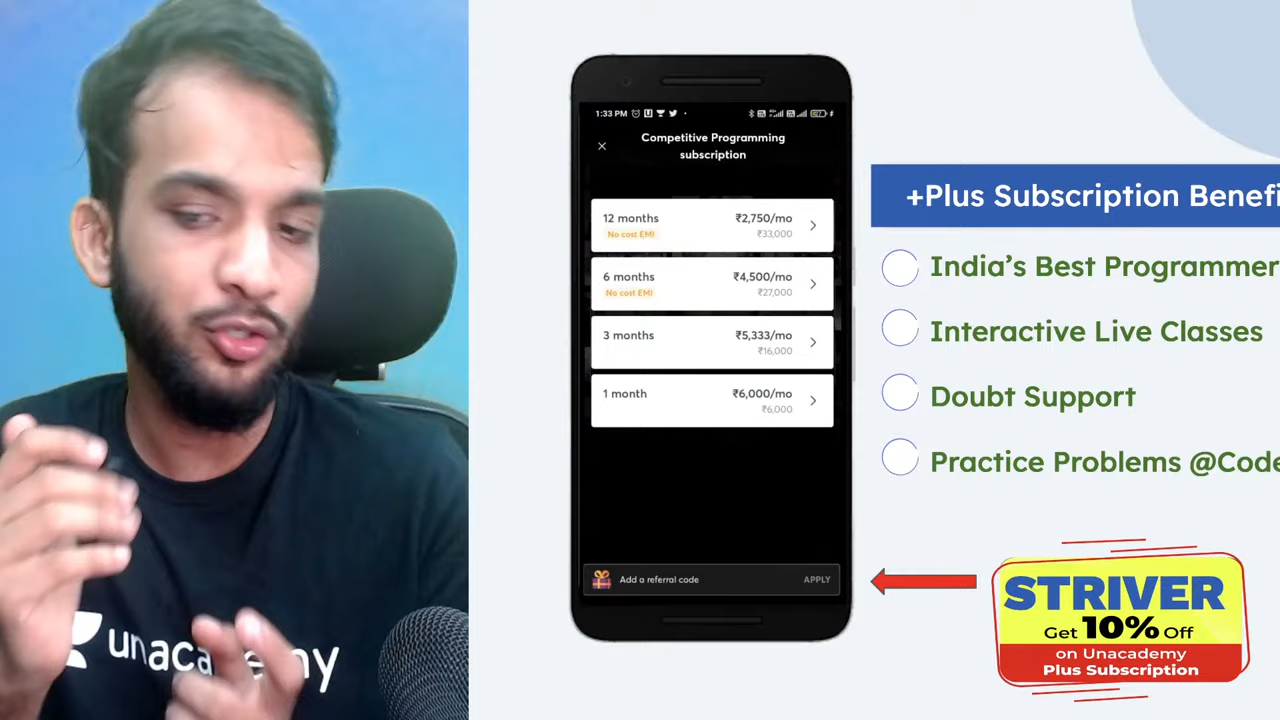 1:33 PM
Competitive Programming
subscription
12 months ₹2,750/mo
No cost EMI ₹33,000
6 months ₹4,500/mo
No cost EMI ₹27,000
3 months ₹5,333/mo
₹16,000
1 month ₹6,000/mo
₹6,000
Add a referral code APPLY
+Plus Subscription Benefi
India's Best Programmer
Interactive Live Classes
Doubt Support
Practice Problems @Code
STRIVER
Get 10% Off
on Unacademy
Plus Subscription
unacademy